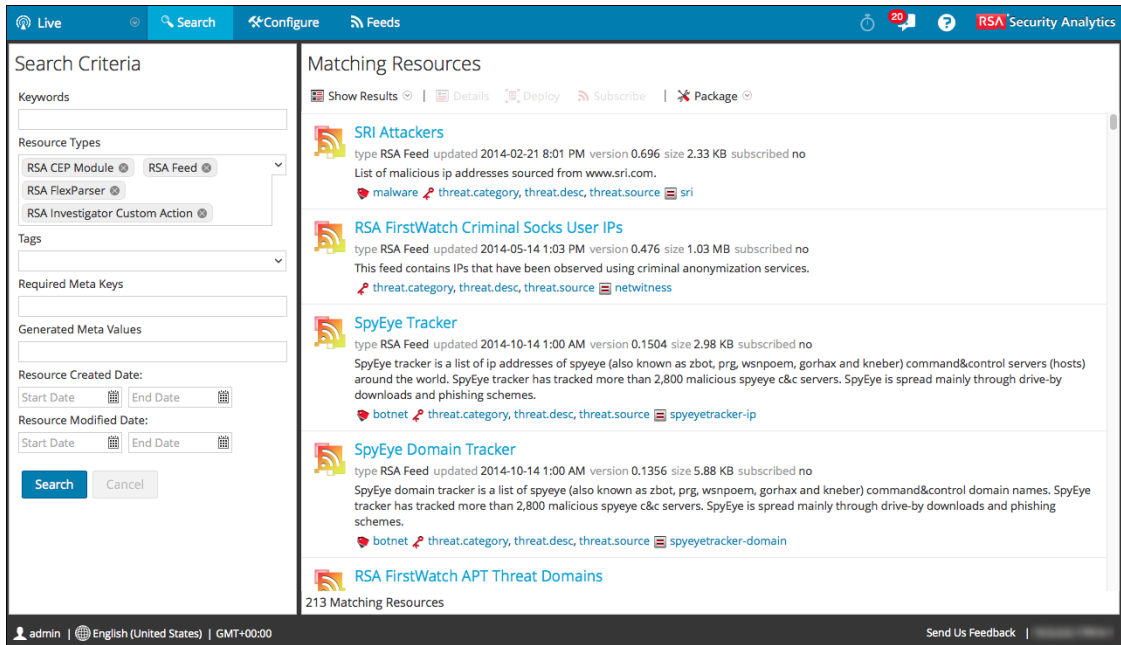 Live Search Configure Feeds 20 ? RSA Security Analytics
Search Criteria
Keywords
Resource Types
RSA CEP Module RSA Feed
RSA FlexParser
RSA Investigator Custom Action
Tags
Required Meta Keys
Generated Meta Values
Resource Created Date:
Start Date End Date
Resource Modified Date:
Start Date End Date
Search Cancel
Matching Resources
Show Results | Details Deploy Subscribe | Package
SRI Attackers
type RSA Feed updated 2014-02-21 8:01 PM version 0.696 size 2.33 KB subscribed no
List of malicious ip addresses sourced from www.sri.com.
malware threat.category, threat.desc, threat.source sri
RSA FirstWatch Criminal Socks User IPs
type RSA Feed updated 2014-05-14 1:03 PM version 0.476 size 1.03 MB subscribed no
This feed contains IPs that have been observed using criminal anonymization services.
threat.category, threat.desc, threat.source netwitness
SpyEye Tracker
type RSA Feed updated 2014-10-14 1:00 AM version 0.1504 size 2.98 KB subscribed no
SpyEye tracker is a list of ip addresses of spyeye (also known as zbot, prg, wsnpoem, gorhax and kneber) command&control servers (hosts)
around the world. SpyEye tracker has tracked more than 2,800 malicious spyeye c&c servers. SpyEye is spread mainly through drive-by
downloads and phishing schemes.
botnet threat.category, threat.desc, threat.source spyeyetracker-ip
SpyEye Domain Tracker
type RSA Feed updated 2014-10-14 1:00 AM version 0.1356 size 5.88 KB subscribed no
SpyEye domain tracker is a list of spyeye (also known as zbot, prg, wsnpoem, gorhax and kneber) command&control domain names. SpyEye
tracker has tracked more than 2,800 malicious spyeye c&c servers. SpyEye is spread mainly through drive-by downloads and phishing
schemes.
botnet threat.category, threat.desc, threat.source spyeyetracker-domain
RSA FirstWatch APT Threat Domains
213 Matching Resources
admin | English (United States) | GMT+00:00 Send Us Feedback |